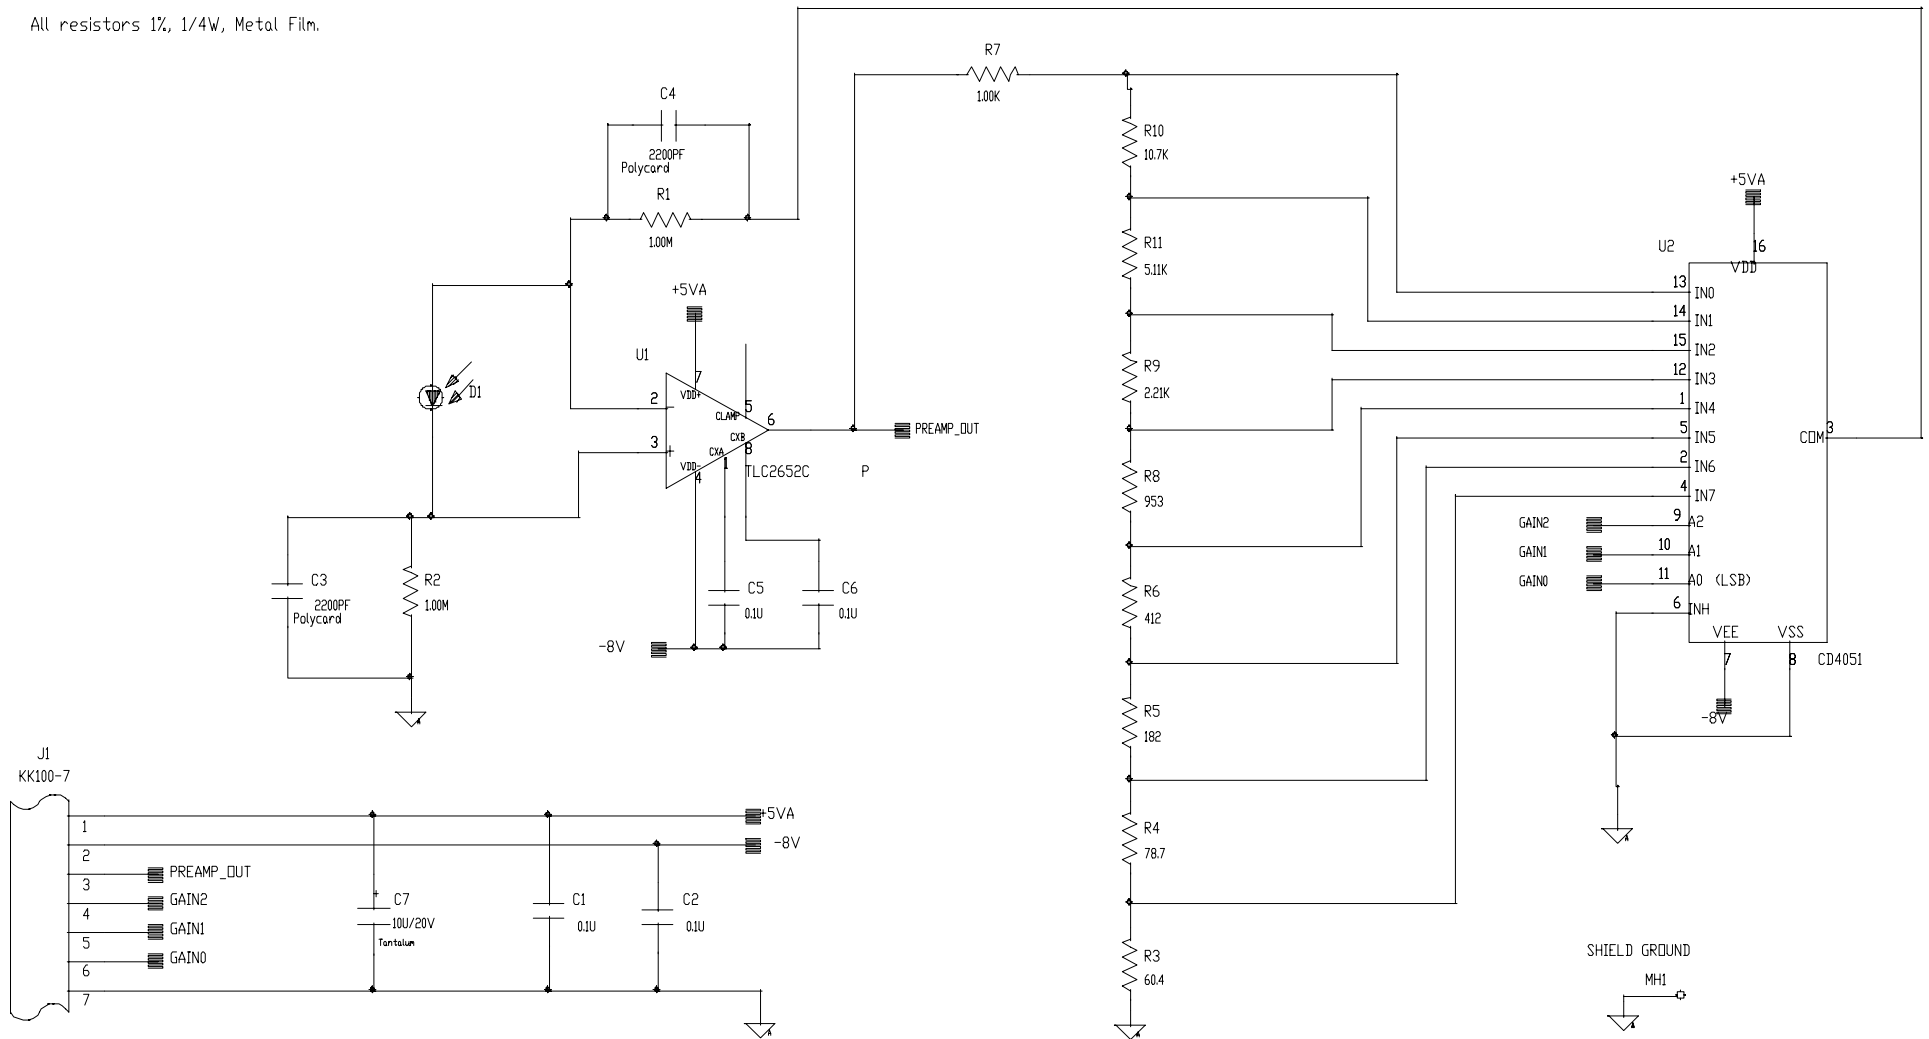 All resistors 1%, 1/4W, Metal Film.
R7
1.00K
C4
2200PF
Polycard
R1
1.00M
R10
10.7K
+5VA
U2
16
VDD
R11
5.11K
13
IN0
14
IN1
15
IN2
12
IN3
1
IN4
5
IN5
2
IN6
4
IN7
COM
3
GAIN2
9
A2
GAIN1
10
A1
GAIN0
11
A0 (LSB)
6
INH
VEE
VSS
7
8
CD4051
-8V
+5VA
U1
7
VDD+
2
-
CLAMP
5
6
PREAMP_OUT
CXB
3
+
CXA
8
VDD-
4
1
TLC2652C
P
D1
R9
2.21K
R8
953
C3
2200PF
Polycard
R2
1.00M
C5
0.1U
C6
0.1U
-8V
A
R6
412
R5
182
R4
78.7
R3
60.4
A
A
J1
KK100-7
1
+5VA
2
-8V
3
PREAMP_OUT
4
GAIN2
5
GAIN1
6
GAIN0
7
+
C7
10U/20V
Tantalum
C1
0.1U
C2
0.1U
A
SHIELD GROUND
MH1
A